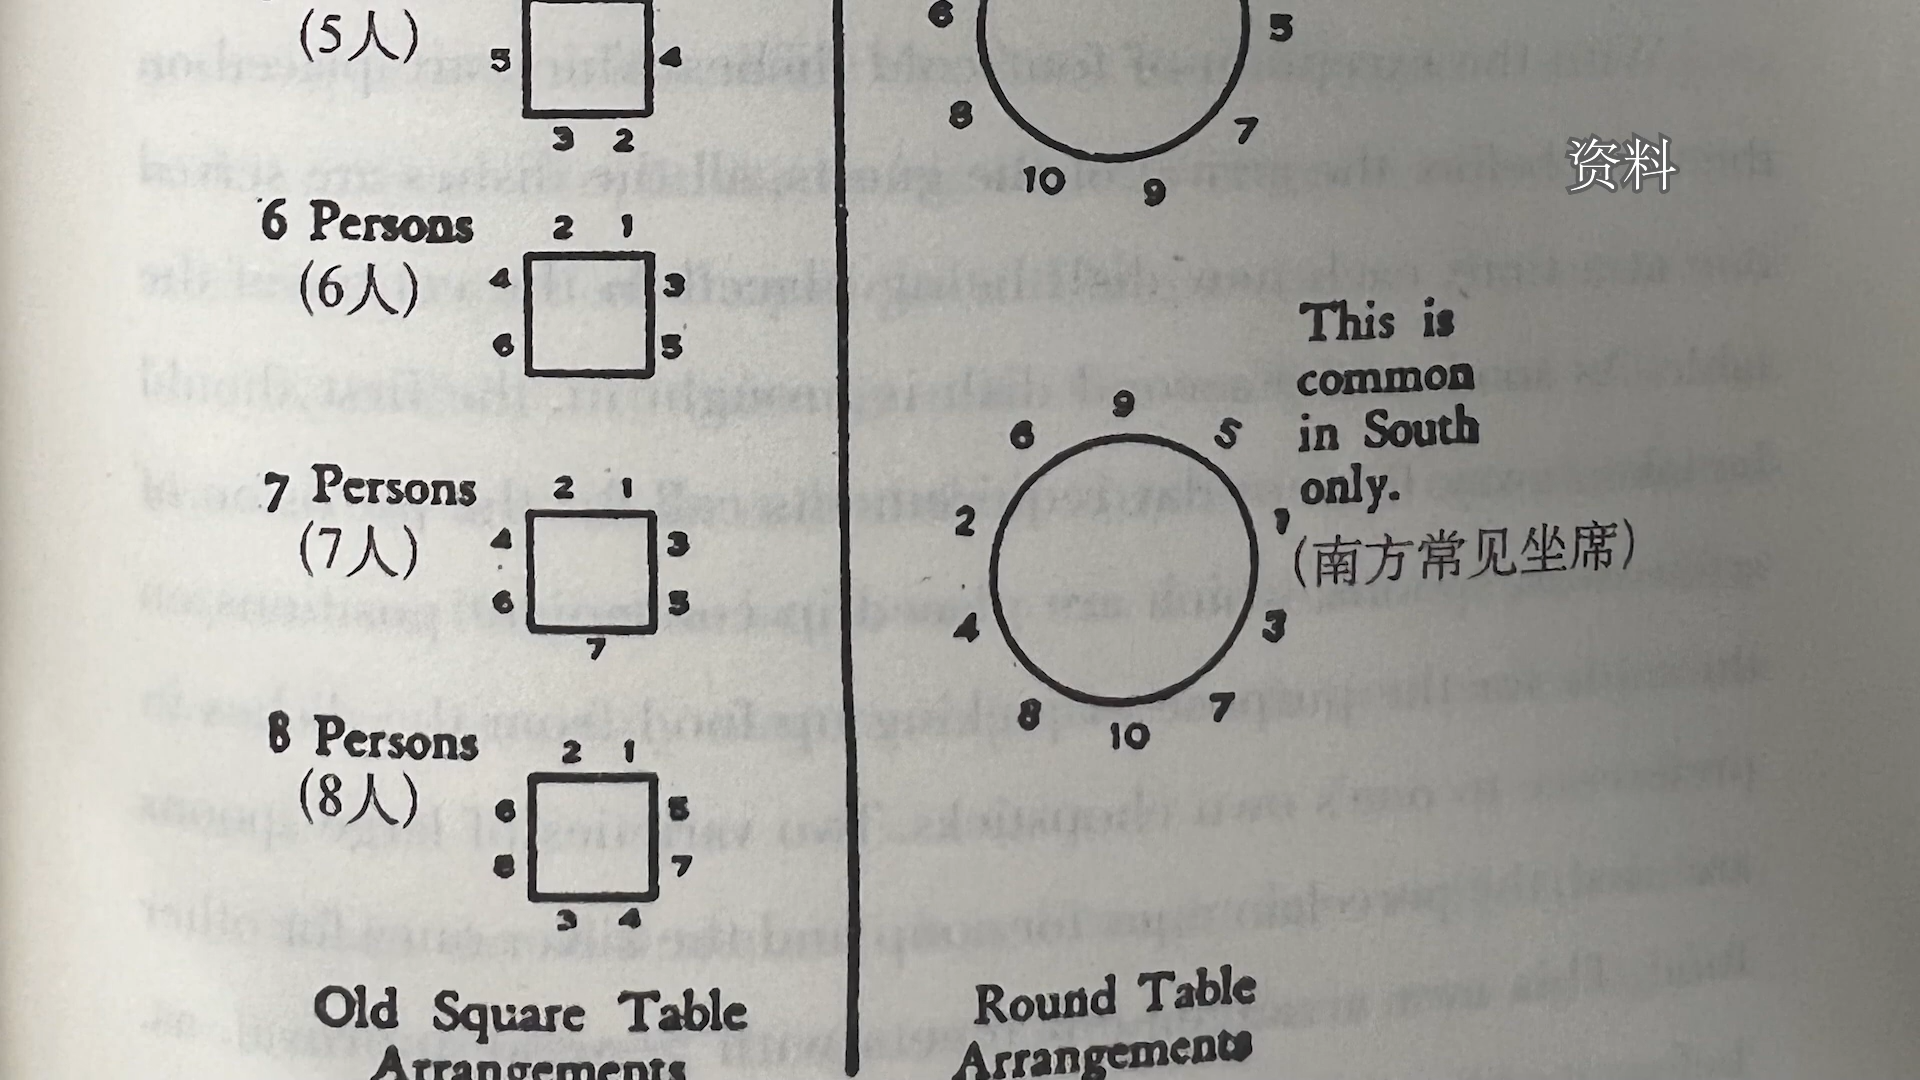 (5人)
5 4
3 2
6 Persons
(6人)
2 1
4 3
6 5
7 Persons
(7人)
2 1
4 3
6 5
7
8 Persons
(8人)
2 1
6 5
8 7
3 4
Old Square Table
Arrangements
6 5
8 7
10 9
资料
This is
common
in South
only.
(南方常见坐席)
9
6 5
2 1
4 3
8 7
10
Round Table
Arrangements